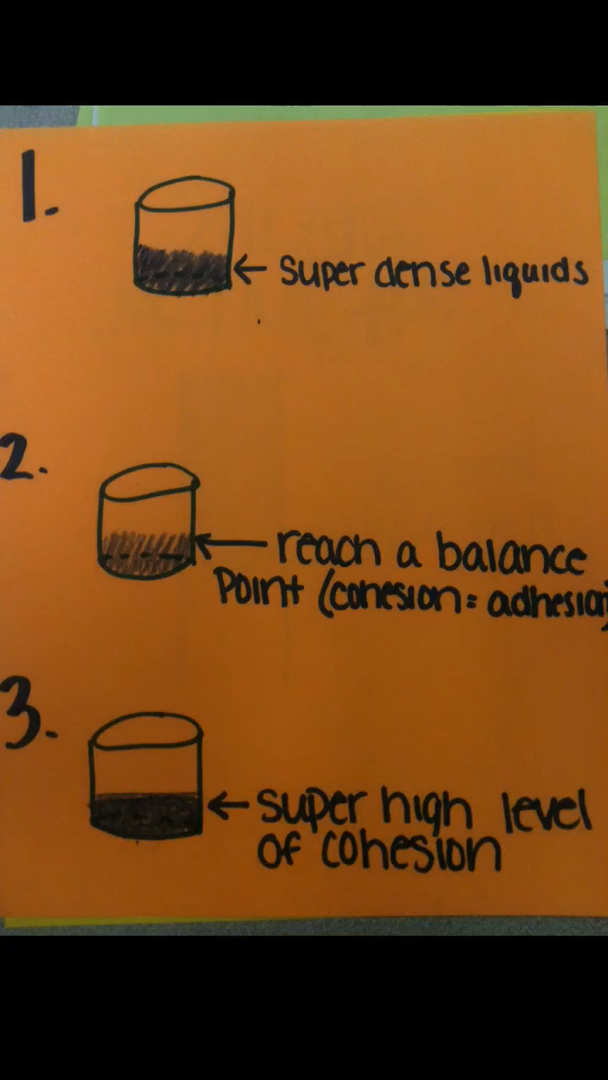 1.
← super dense liquids
2.
← reach a balance
Point (cohesion = adhesion)
3.
← super high level
of cohesion